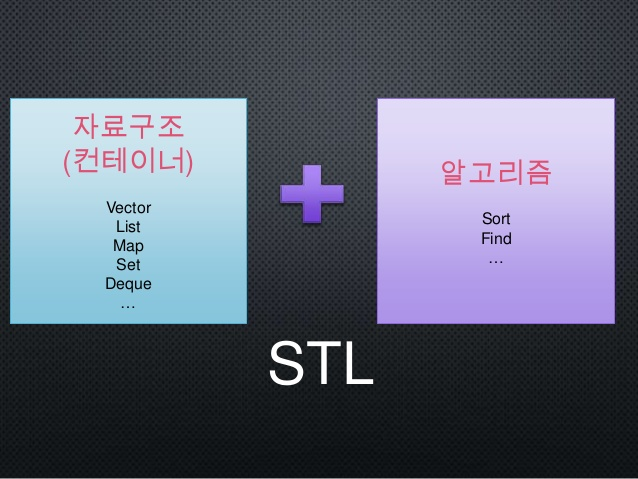 자료구조
(컨테이너)
Vector
List
Map
Set
Deque
…
알고리즘
Sort
Find
…
STL